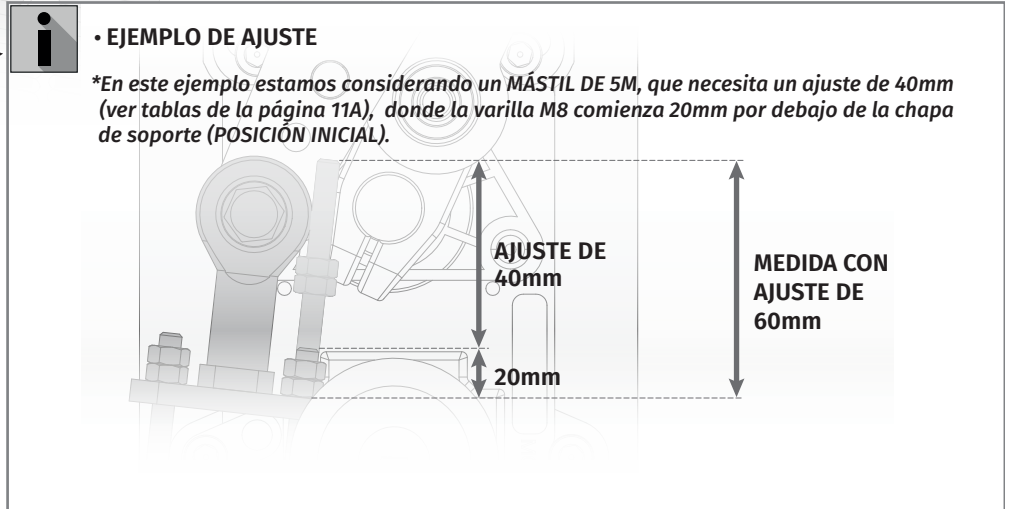 • EJEMPLO DE AJUSTE
*En este ejemplo estamos considerando un MÁSTIL DE 5M, que necesita un ajuste de 40mm
(ver tablas de la página 11A), donde la varilla M8 comienza 20mm por debajo de la chapa
de soporte (POSICIÓN INICIAL).
AJUSTE DE
40mm
MEDIDA CON
AJUSTE DE
60mm
20mm